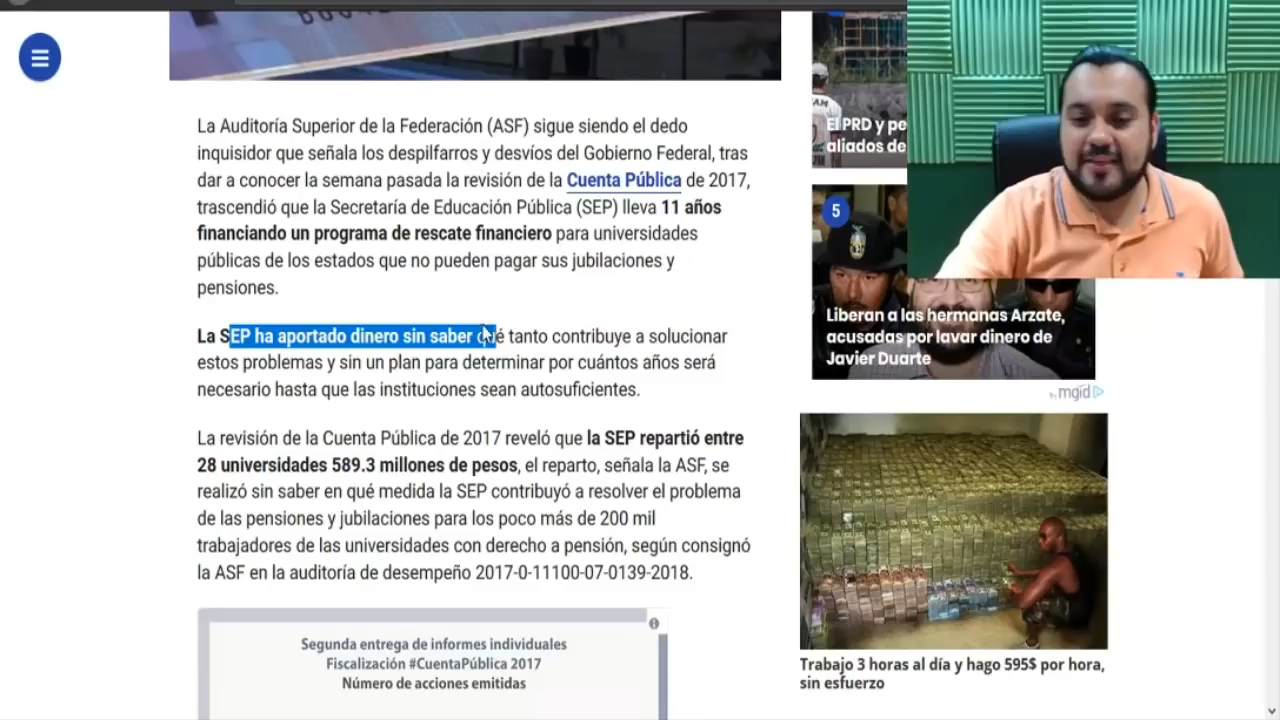 La Auditoría Superior de la Federación (ASF) sigue siendo el dedo
inquisidor que señala los despilfarros y desvíos del Gobierno Federal, tras
dar a conocer la semana pasada la revisión de la Cuenta Pública de 2017,
trascendió que la Secretaría de Educación Pública (SEP) lleva 11 años
financiando un programa de rescate financiero para universidades
públicas de los estados que no pueden pagar sus jubilaciones y
pensiones.
La SEP ha aportado dinero sin saber qué tanto contribuye a solucionar
estos problemas y sin un plan para determinar por cuántos años será
necesario hasta que las instituciones sean autosuficientes.
La revisión de la Cuenta Pública de 2017 reveló que la SEP repartió entre
28 universidades 589.3 millones de pesos, el reparto, señala la ASF, se
realizó sin saber en qué medida la SEP contribuyó a resolver el problema
de las pensiones y jubilaciones para los poco más de 200 mil
trabajadores de las universidades con derecho a pensión, según consignó
la ASF en la auditoría de desempeño 2017-0-11100-07-0139-2018.
Segunda entrega de informes individuales
Fiscalización #CuentaPública 2017
Número de acciones emitidas
El PRD y pe
aliados de
5
Liberan a las hermanas Arzate,
acusadas por lavar dinero de
Javier Duarte
by mgid
Trabajo 3 horas al día y hago 595$ por hora,
sin esfuerzo